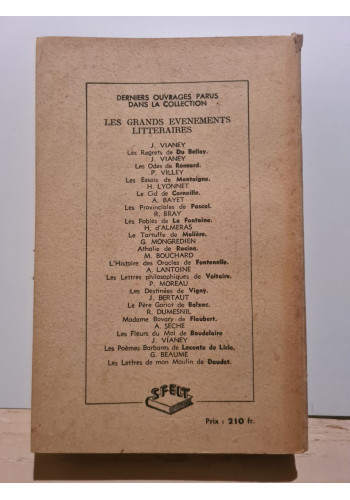 DERNIERS OUVRAGES PARUS
DANS LA COLLECTION
LES GRANDS EVENEMENTS
LITTERAIRES
J. VIANEY
Les Regrets de Du Bellay.
J. VIANEY
Les Odes de Ronsard.
P. VILLEY
Les Essais de Montaigne.
H. LYONNET
Le Cid de Corneille.
A. BAYET
Les Provinciales de Pascal.
R. BRAY
Les Fables de La Fontaine.
H. d'ALMERAS
Le Tartuffe de Molière.
G. MONGREDIEN
Athalie de Racine.
M. BOUCHARD
L'Histoire des Oracles de Fontenelle.
A. LANTOINE
Les Lettres philosophiques de Voltaire.
P. MOREAU
Les Destinées de Vigny.
J. BERTAUT
Le Père Goriot de Balzac.
R. DUMESNIL
Madame Bovary de Flaubert.
A. SECHE
Les Fleurs du Mal de Baudelaire
J. VIANEY
Les Poèmes Barbares de Leconte de Lisle.
G. BEAUME
Les Lettres de mon Moulin de Daudet.
SFELT
Prix : 210 fr.